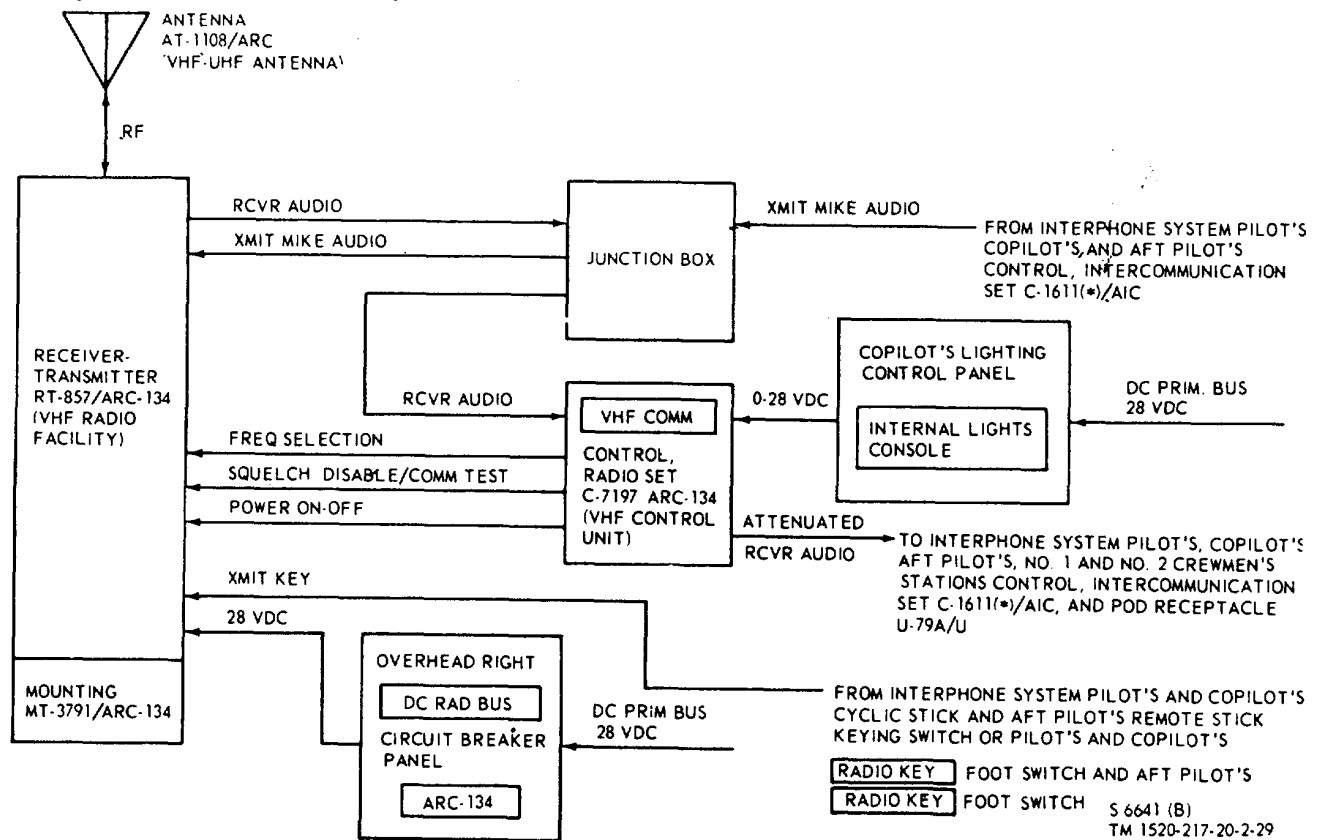 ANTENNA
AT-1108/ARC
(VHF-UHF ANTENNA)
RF
RCVR AUDIO
XMIT MIKE AUDIO
JUNCTION BOX
XMIT MIKE AUDIO
FROM INTERPHONE SYSTEM PILOT'S
COPILOT'S, AND AFT PILOT'S
CONTROL, INTERCOMMUNICATION
SET C-1611(*)/AIC
RECEIVER-
TRANSMITTER
RT-857/ARC-134
(VHF RADIO
FACILITY)
RCVR AUDIO
FREQ SELECTION
SQUELCH DISABLE/COMM TEST
POWER ON-OFF
VHF COMM
CONTROL,
RADIO SET
C-7197 ARC-134
(VHF CONTROL
UNIT)
0-28 VDC
COPILOT'S LIGHTING
CONTROL PANEL
INTERNAL LIGHTS
CONSOLE
DC PRIM. BUS
28 VDC
ATTENUATED
RCVR AUDIO
TO INTERPHONE SYSTEM PILOT'S, COPILOT'S
AFT PILOT'S, NO. 1 AND NO. 2 CREWMEN'S
STATIONS CONTROL, INTERCOMMUNICATION
SET C-1611(*)/AIC, AND POD RECEPTACLE
U-79A/U
XMIT KEY
28 VDC
MOUNTING
MT-3791/ARC-134
OVERHEAD RIGHT
DC RAD BUS
CIRCUIT BREAKER
PANEL
ARC-134
DC PRIM BUS
28 VDC
FROM INTERPHONE SYSTEM PILOT'S AND COPILOT'S
CYCLIC STICK AND AFT PILOT'S REMOTE STICK
KEYING SWITCH OR PILOT'S AND COPILOT'S
RADIO KEY FOOT SWITCH AND AFT PILOT'S
RADIO KEY FOOT SWITCH
S 6641 (B)
TM 1520-217-20-2-29